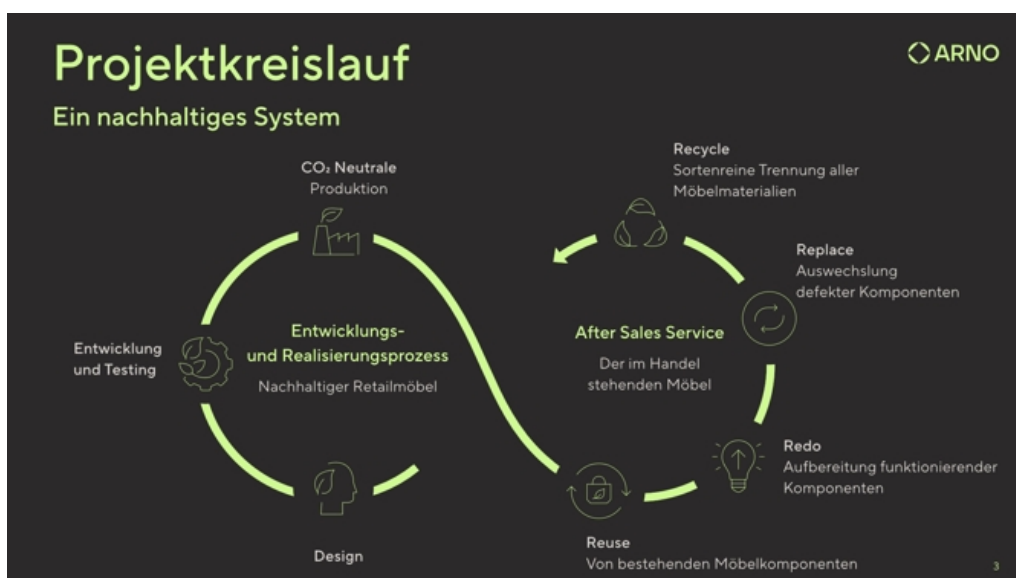 Projektkreislauf
Ein nachhaltiges System
ARNO
CO₂ Neutrale
Produktion
Entwicklung
und Testing
Entwicklungs-
und Realisierungsprozess
Nachhaltiger Retailmöbel
Design
Recycle
Sortenreine Trennung aller
Möbelmaterialien
Replace
Auswechslung
defekter Komponenten
After Sales Service
Der im Handel
stehenden Möbel
Redo
Aufbereitung funktionierender
Komponenten
Reuse
Von bestehenden Möbelkomponenten
3